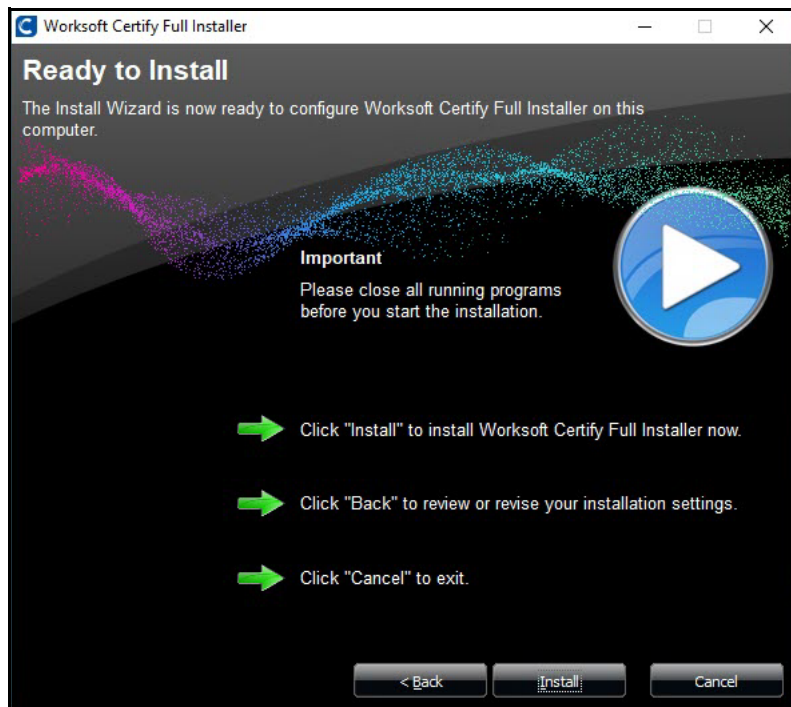 Worksoft Certify Full Installer
Ready to Install
The Install Wizard is now ready to configure Worksoft Certify Full Installer on this
computer.
Important
Please close all running programs
before you start the installation.
Click "Install" to install Worksoft Certify Full Installer now.
Click "Back" to review or revise your installation settings.
Click "Cancel" to exit.
< Back Install Cancel